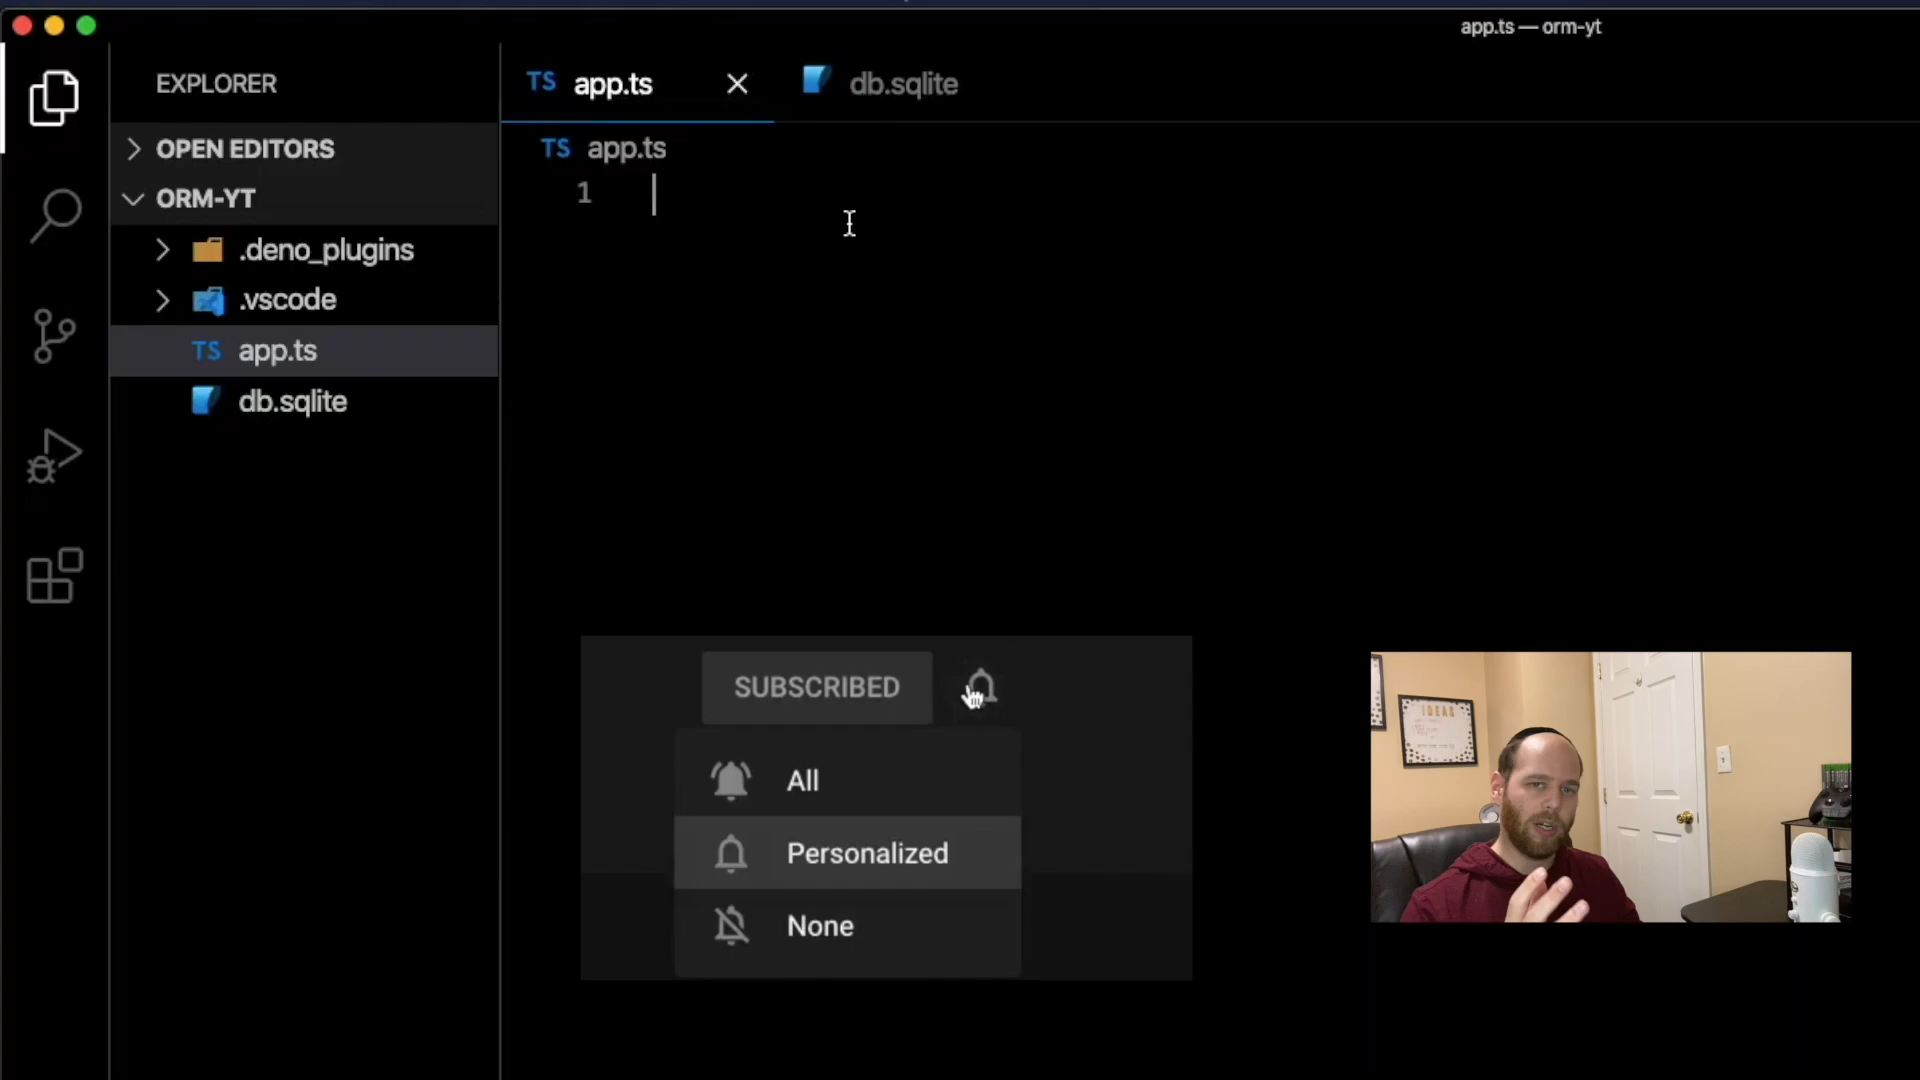 app.ts — orm-yt
EXPLORER
TS app.ts
db.sqlite
OPEN EDITORS
TS app.ts
ORM-YT
1
.deno_plugins
.vscode
TS app.ts
db.sqlite
SUBSCRIBED
All
Personalized
None
IDEAS